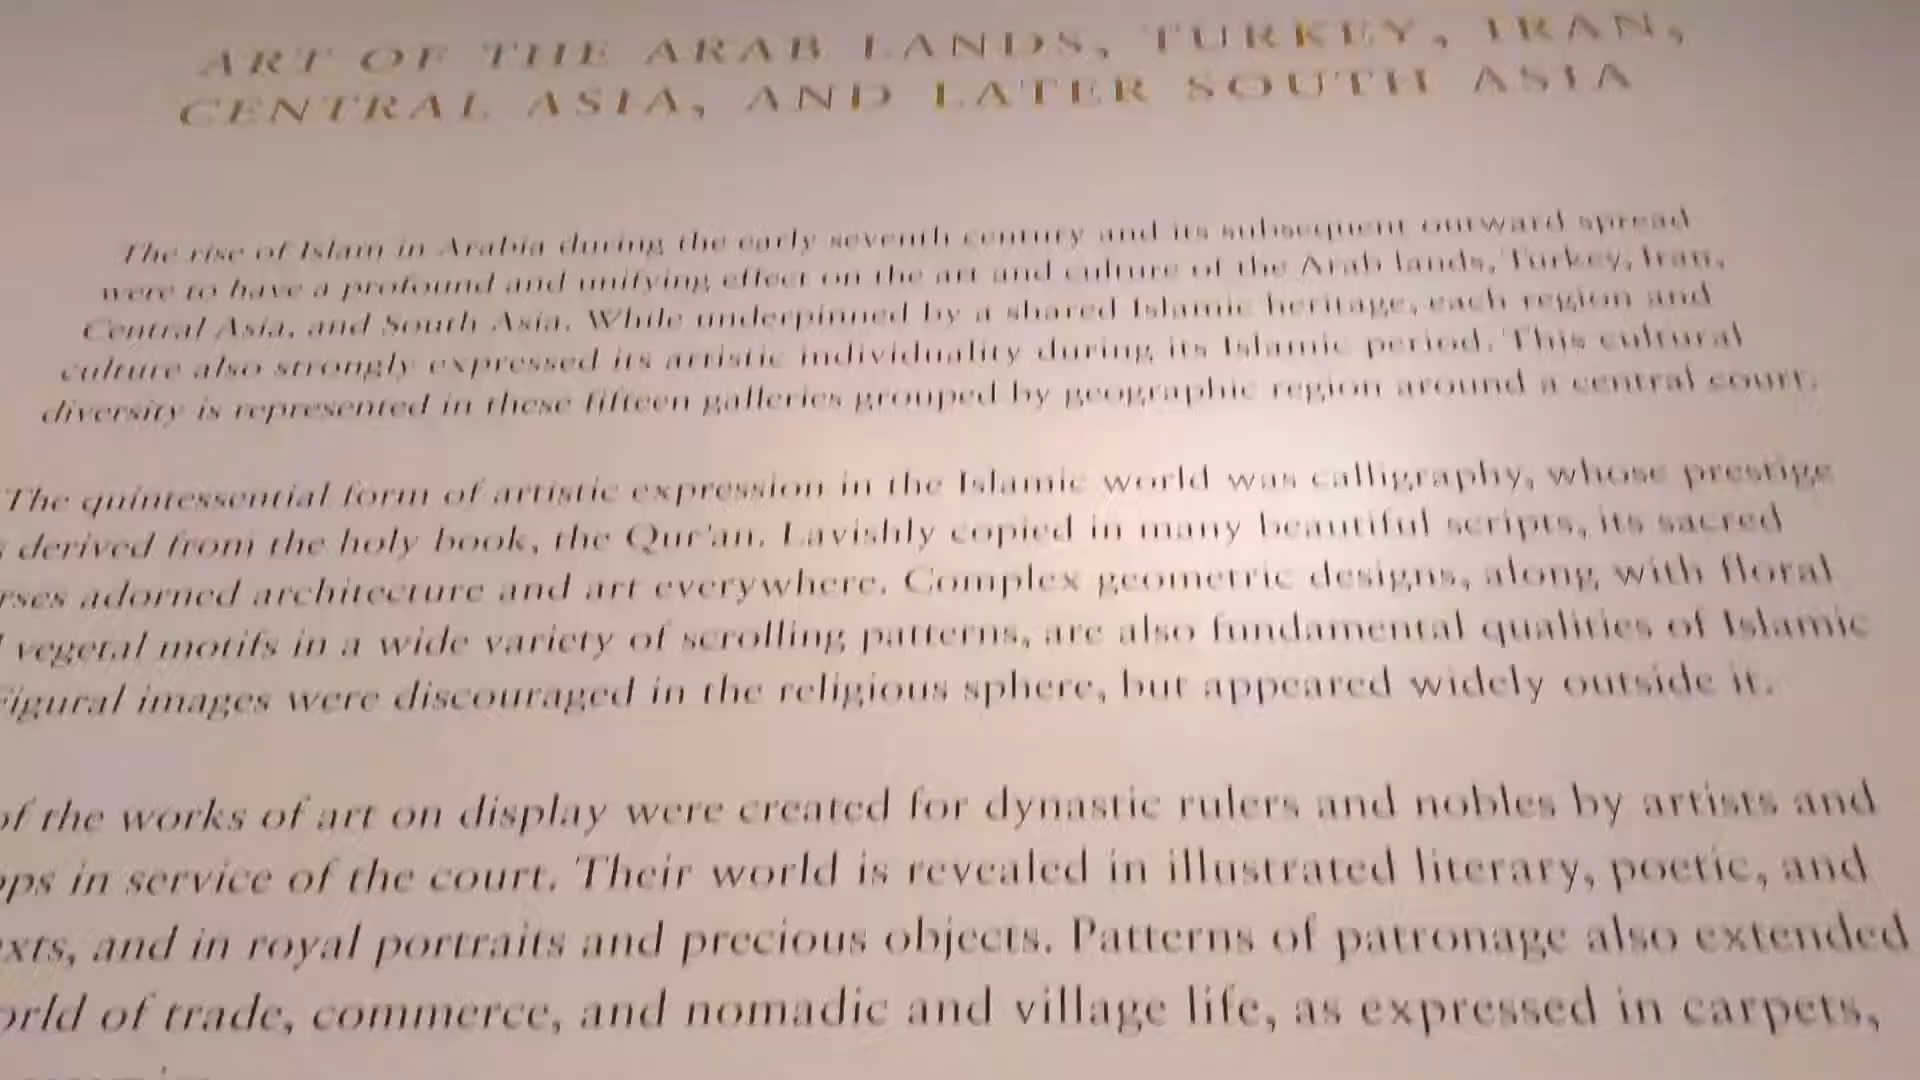 ART OF THE ARAB LANDS, TURKEY, IRAN,
CENTRAL ASIA, AND LATER SOUTH ASIA
The rise of Islam in Arabia during the early seventh century and its subsequent outward spread
were to have a profound and unifying effect on the art and culture of the Arab lands, Turkey, Iran,
Central Asia, and South Asia. While underpinned by a shared Islamic heritage, each region and
culture also strongly expressed its artistic individuality during its Islamic period. This cultural
diversity is represented in these fifteen galleries grouped by geographic region around a central court.
The quintessential form of artistic expression in the Islamic world was calligraphy, whose prestige
derived from the holy book, the Qur'an. Lavishly copied in many beautiful scripts, its sacred
adorned architecture and art everywhere. Complex geometric designs, along with floral
vegetal motifs in a wide variety of scrolling patterns, are also fundamental qualities of Islamic
Figural images were discouraged in the religious sphere, but appeared widely outside it.
of the works of art on display were created for dynastic rulers and nobles by artists and
in service of the court. Their world is revealed in illustrated literary, poetic, and
and in royal portraits and precious objects. Patterns of patronage also extended
of trade, commerce, and nomadic and village life, as expressed in carpets,